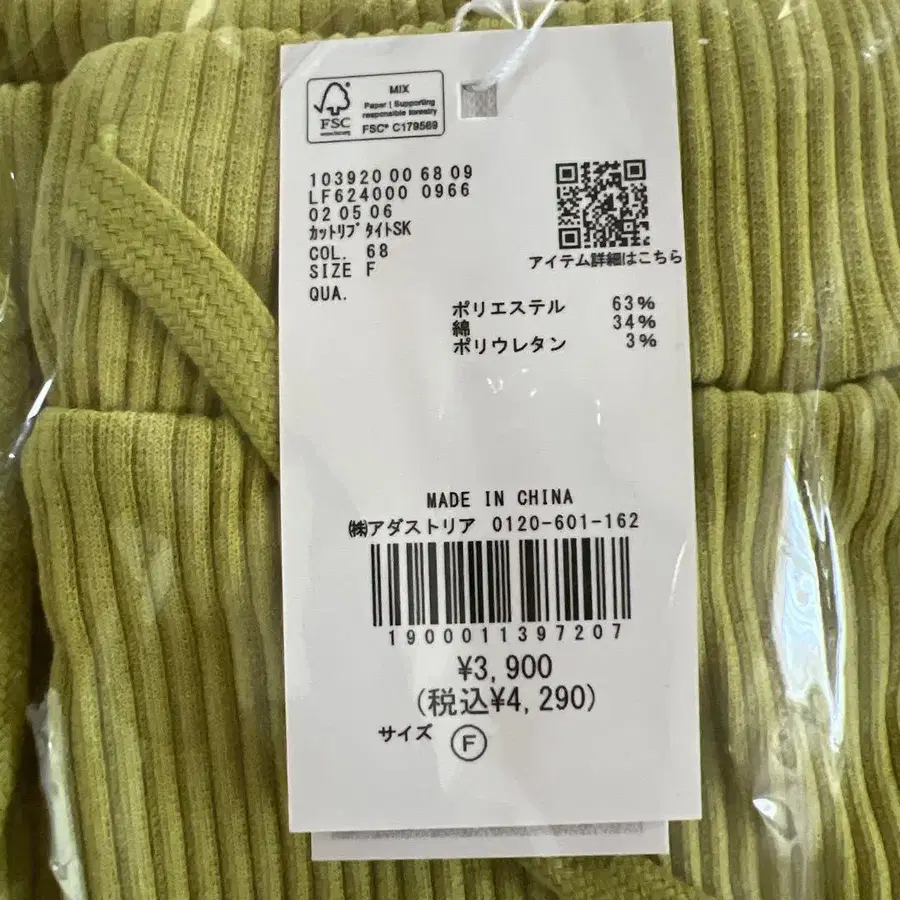 MIX
Paper | Supporting
responsible forestry
FSC
www.fsc.org
FSC® C179569
103920 00 68 09
LF624000 0966
02 05 06
ｶｯﾄﾘﾌﾞﾀｲﾄSK
COL. 68
SIZE F
QUA.
アイテム詳細はこちら
ポリエステル 63%
綿 34%
ポリウレタン 3%
MADE IN CHINA
㈱アダストリア 0120-601-162
1900011397207
¥3,900
(税込¥4,290)
サイズ Ⓕ